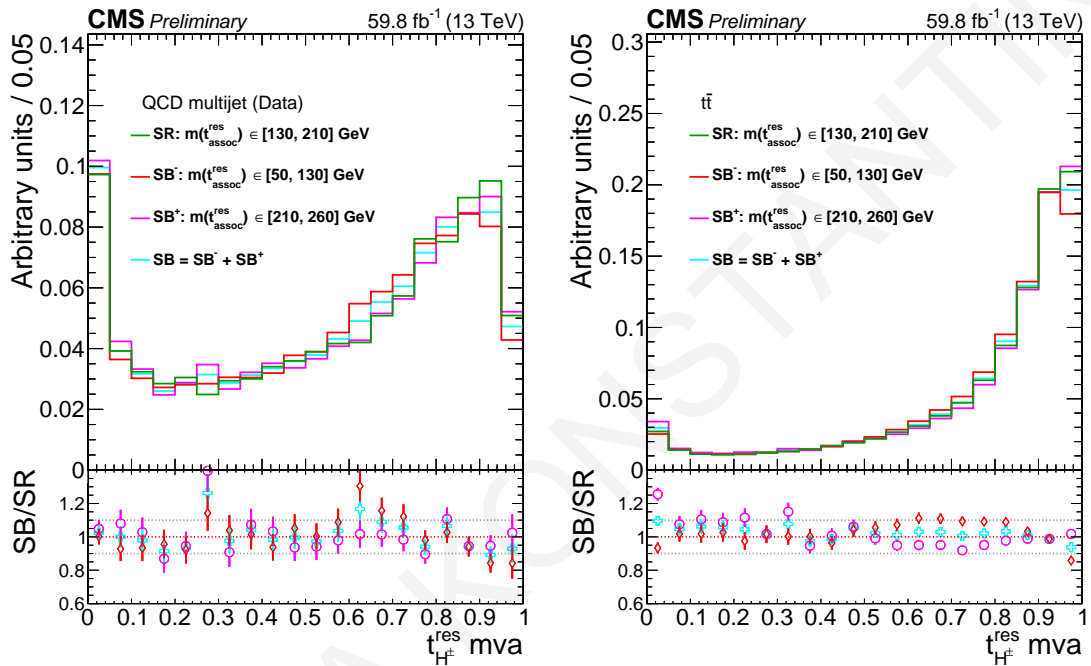 CMS Preliminary 59.8 fb⁻¹ (13 TeV)
Arbitrary units / 0.05
0.14
0.12
0.1
0.08
0.06
0.04
0.02
0
QCD multijet (Data)
SR: m(t^res_assoc) ∈ [130, 210] GeV
SB⁻: m(t^res_assoc) ∈ [50, 130] GeV
SB⁺: m(t^res_assoc) ∈ [210, 260] GeV
SB = SB⁻ + SB⁺
SB/SR
1.2
1
0.8
0.6
0 0.1 0.2 0.3 0.4 0.5 0.6 0.7 0.8 0.9 1
t^res_H± mva
CMS Preliminary 59.8 fb⁻¹ (13 TeV)
Arbitrary units / 0.05
0.3
0.25
0.2
0.15
0.1
0.05
0
tt̄
SR: m(t^res_assoc) ∈ [130, 210] GeV
SB⁻: m(t^res_assoc) ∈ [50, 130] GeV
SB⁺: m(t^res_assoc) ∈ [210, 260] GeV
SB = SB⁻ + SB⁺
SB/SR
1.2
1
0.8
0.6
0 0.1 0.2 0.3 0.4 0.5 0.6 0.7 0.8 0.9 1
t^res_H± mva
A KONSTANTIN